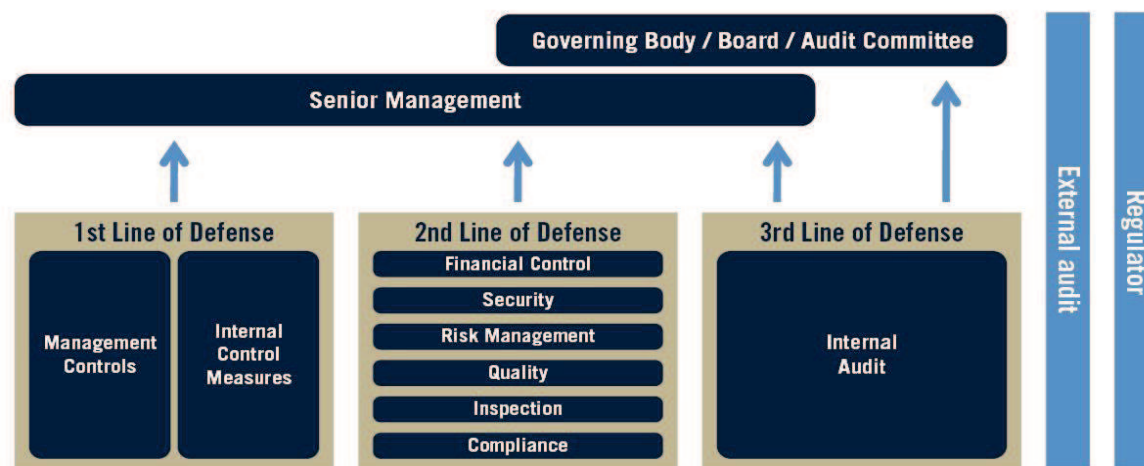 Governing Body / Board / Audit Committee
Senior Management
1st Line of Defense
Management
Controls
Internal
Control
Measures
2nd Line of Defense
Financial Control
Security
Risk Management
Quality
Inspection
Compliance
3rd Line of Defense
Internal
Audit
External audit
Regulator